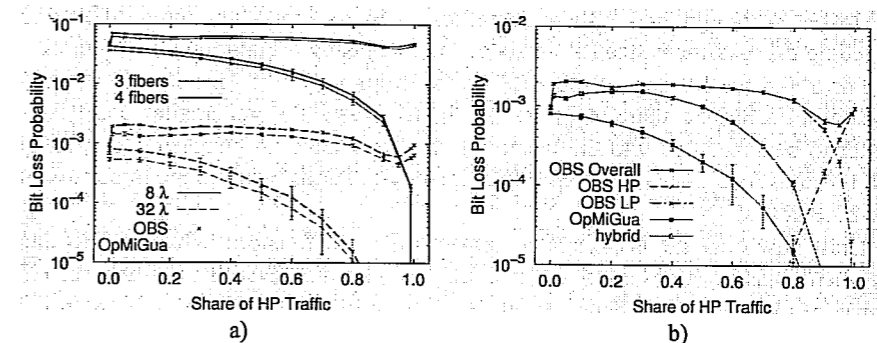 10⁻¹
10⁻²
10⁻³
10⁻⁴
10⁻⁵
Bit Loss Probability
3 fibers
4 fibers
8 λ
32 λ
OBS
OpMiGua
0.0 0.2 0.4 0.6 0.8 1.0
Share of HP Traffic
a)
10⁻²
10⁻³
10⁻⁴
10⁻⁵
Bit Loss Probability
OBS Overall
OBS HP
OBS LP
OpMiGua
hybrid
0.0 0.2 0.4 0.6 0.8 1.0
Share of HP Traffic
b)